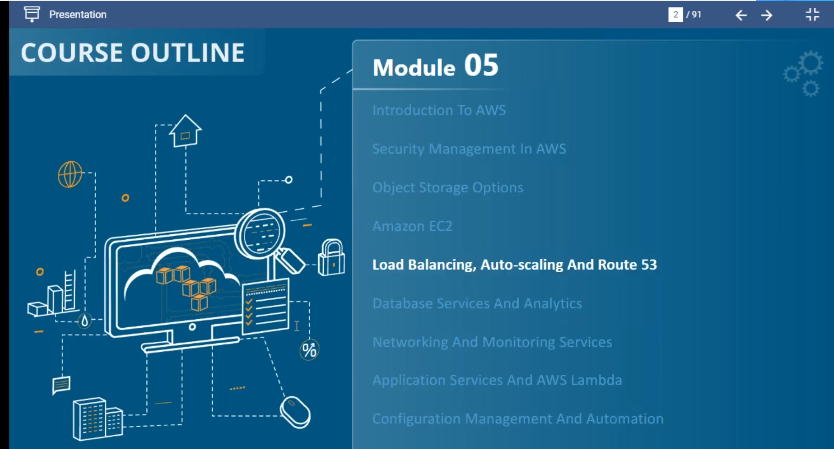 Presentation
2 / 91
COURSE OUTLINE
Module 05
Introduction To AWS
Security Management In AWS
Object Storage Options
Amazon EC2
Load Balancing, Auto-scaling And Route 53
Database Services And Analytics
Networking And Monitoring Services
Application Services And AWS Lambda
Configuration Management And Automation
%